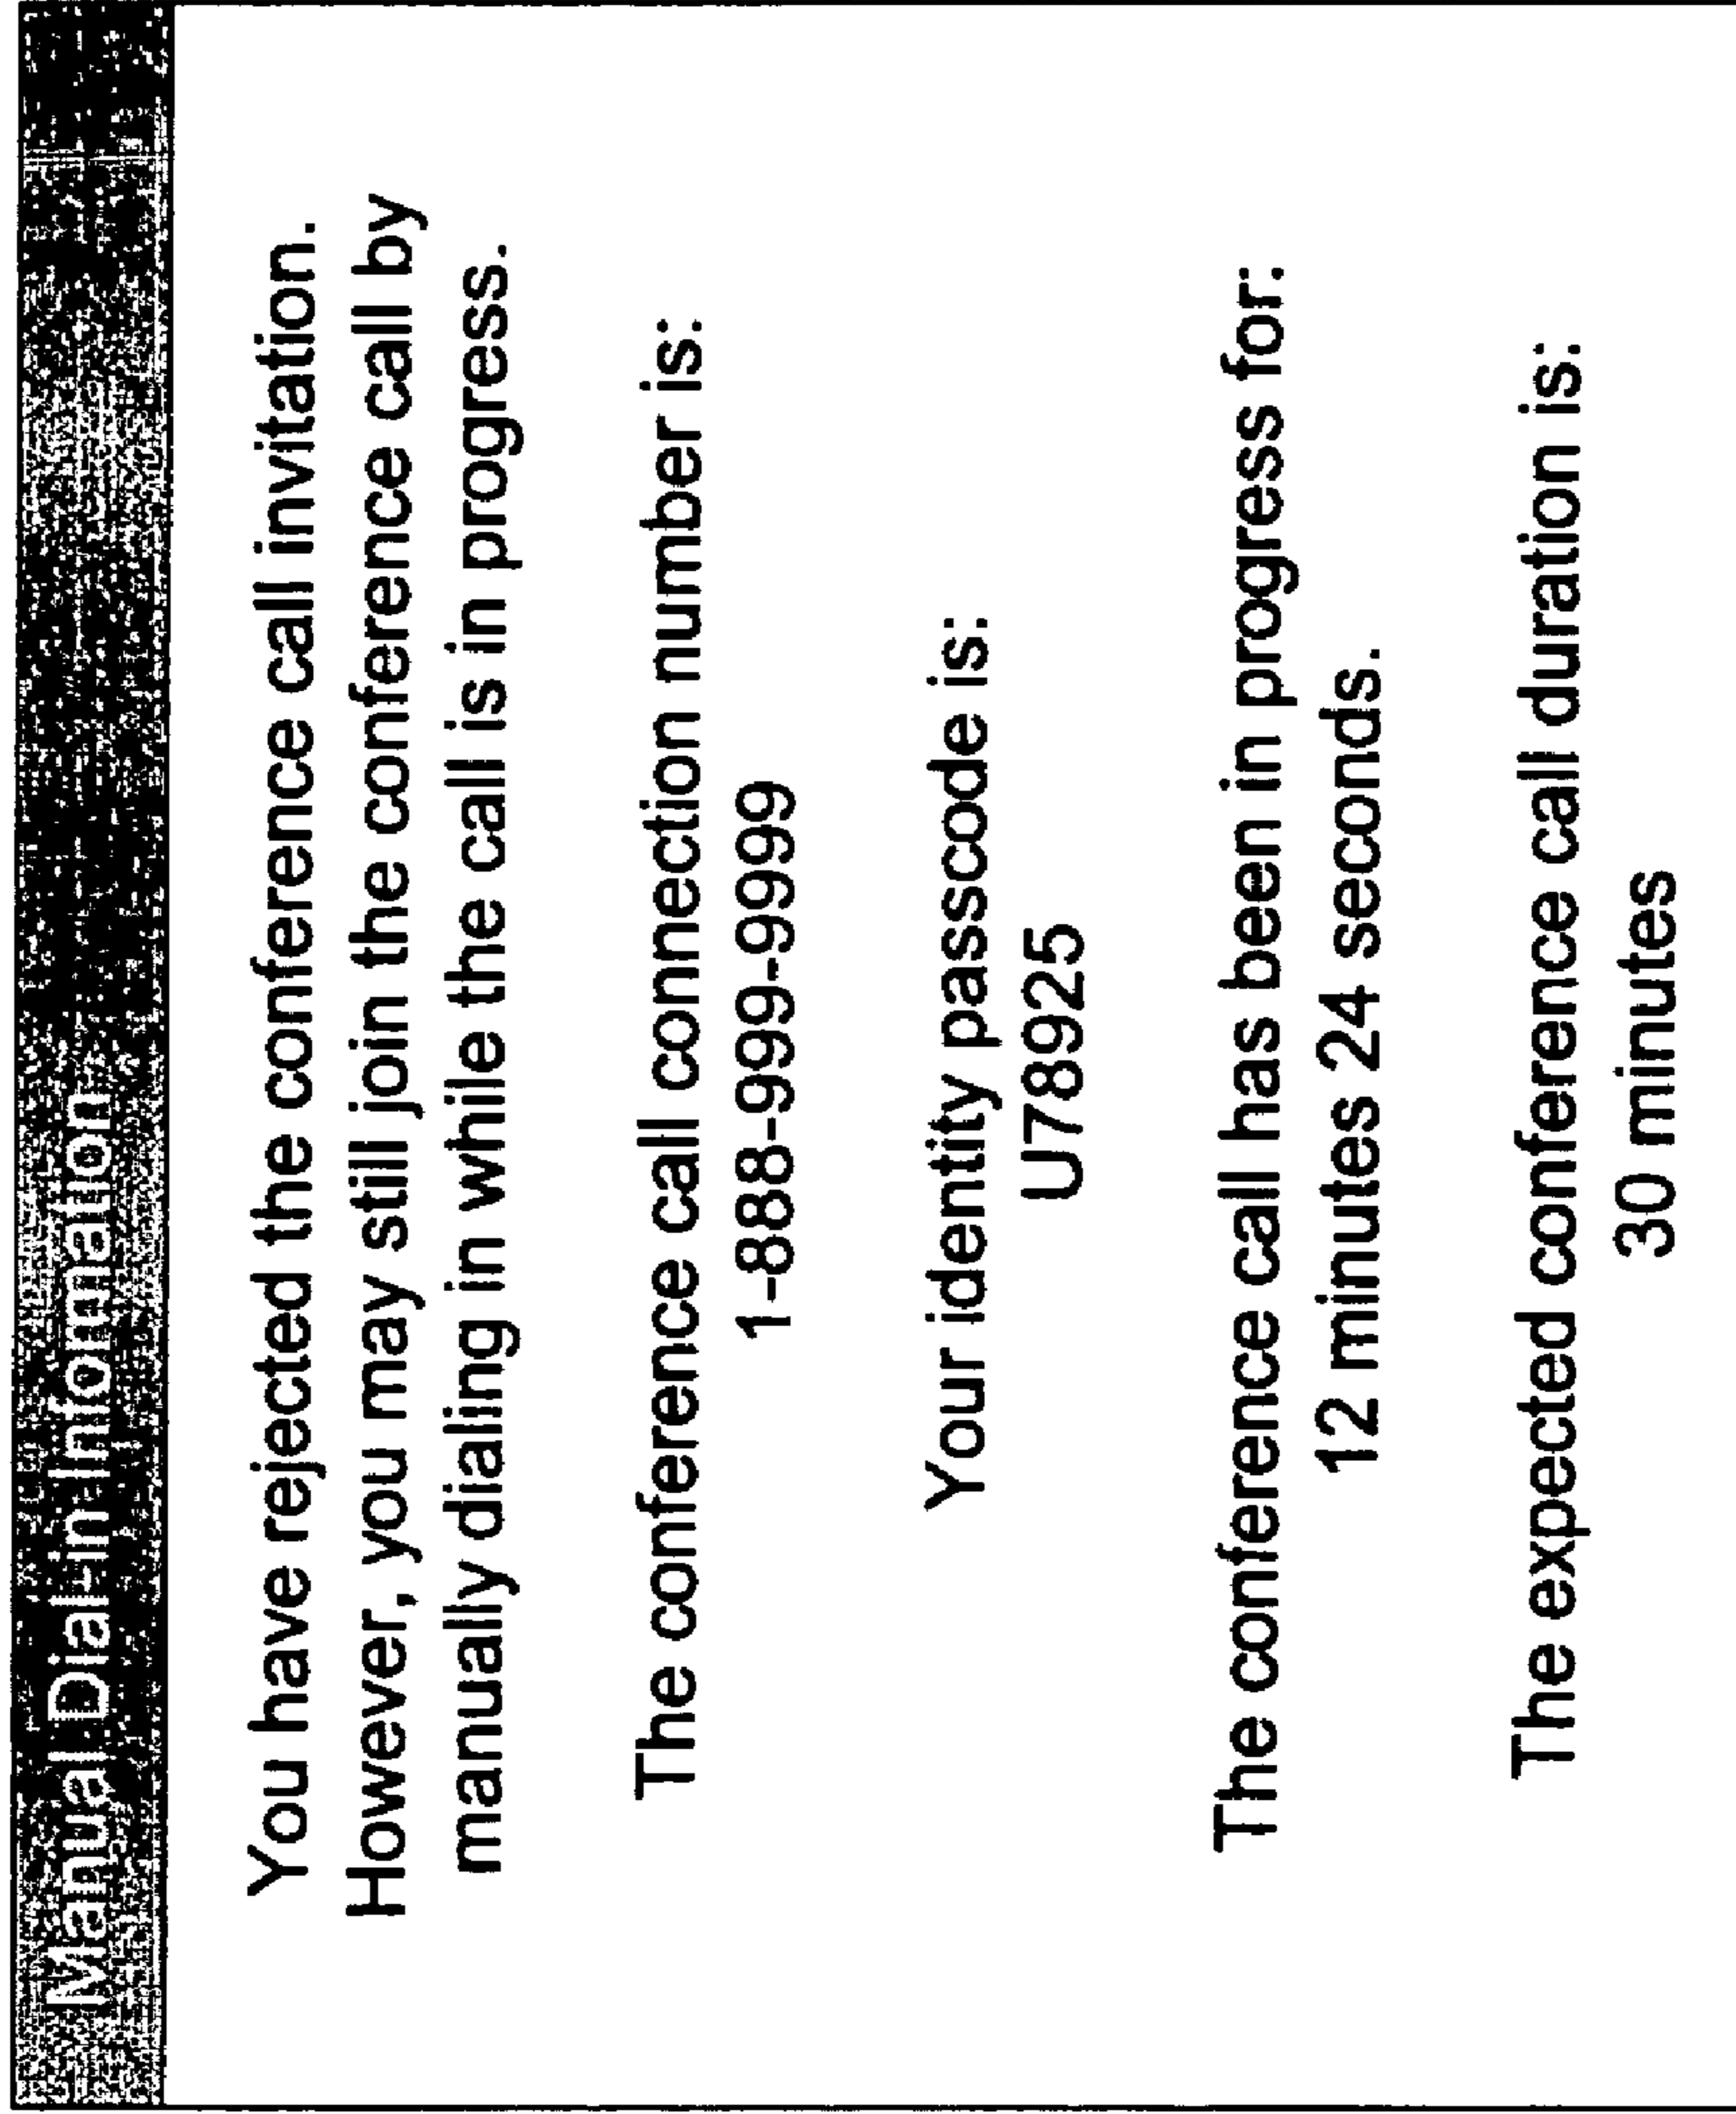 Manual Dial-In Information
You have rejected the conference call invitation.
However, you may still join the conference call by
manually dialing in while the call is in progress.
The conference call connection number is:
1-888-999-9999
Your identity passcode is:
U78925
The conference call has been in progress for:
12 minutes 24 seconds.
The expected conference call duration is:
30 minutes